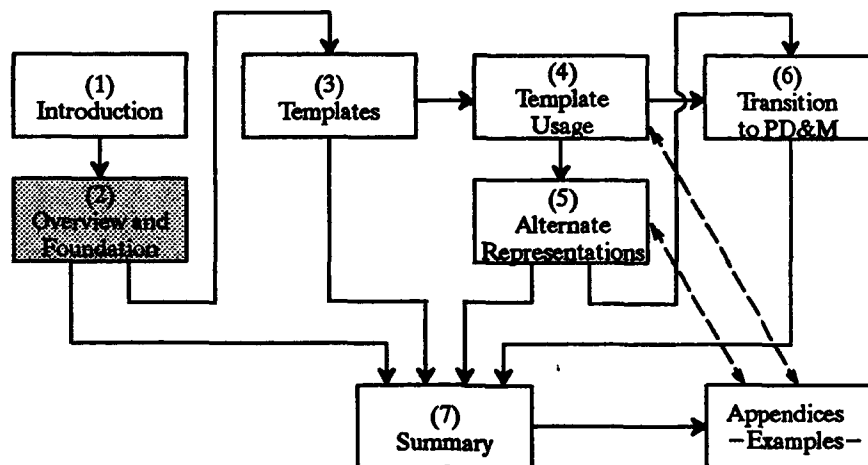 (1)
Introduction
(2)
Overview and
Foundation
(3)
Templates
(4)
Template
Usage
(5)
Alternate
Representations
(6)
Transition
to PD&M
(7)
Summary
Appendices
–Examples–